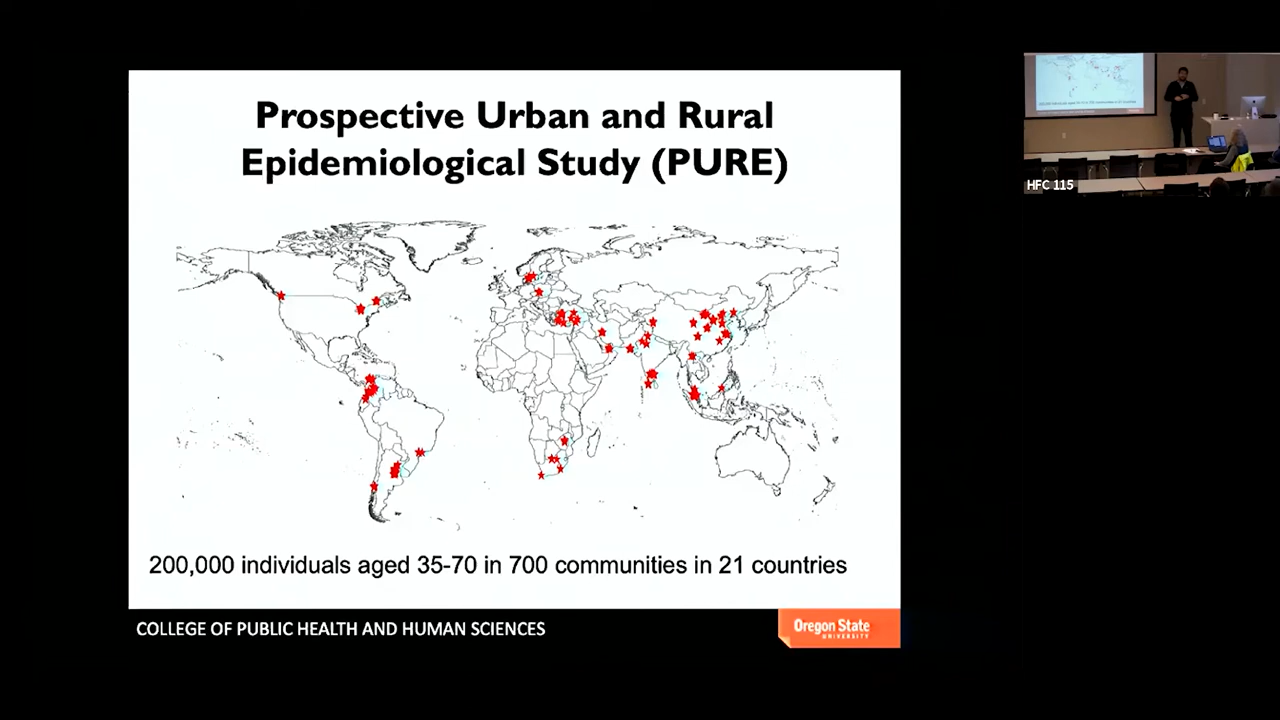 Prospective Urban and Rural
Epidemiological Study (PURE)
200,000 individuals aged 35-70 in 700 communities in 21 countries
COLLEGE OF PUBLIC HEALTH AND HUMAN SCIENCES
Oregon State
UNIVERSITY
HFC 115